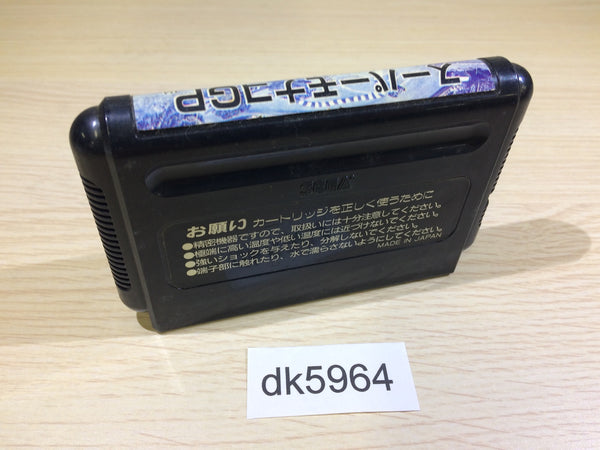 スーパーモナコGP
SEGA
お願い カートリッジを正しく使うために
●精密機器ですので、取扱いには十分注意してください。
●極端に高い温度や低い温度には近づけないでください。
●強いショックを与えたり、分解しないでください。
●端子部に触れたり、水で濡らさないようにしてください。
MADE IN JAPAN
dk5964